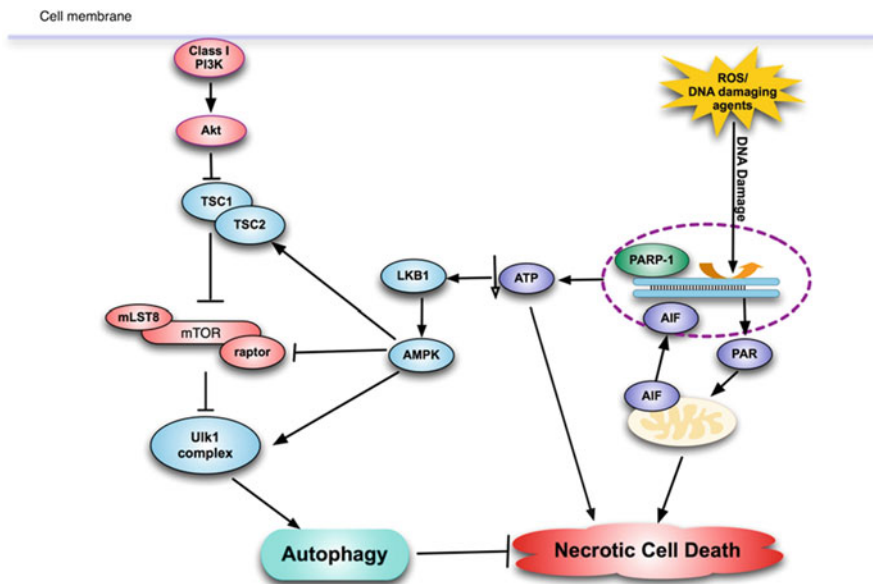 Cell membrane
Class I
PI3K
Akt
TSC1
TSC2
mLST8
mTOR
raptor
Ulk1
complex
Autophagy
LKB1
AMPK
ATP
ROS/
DNA damaging
agents
DNA Damage
PARP-1
AIF
PAR
AIF
Necrotic Cell Death